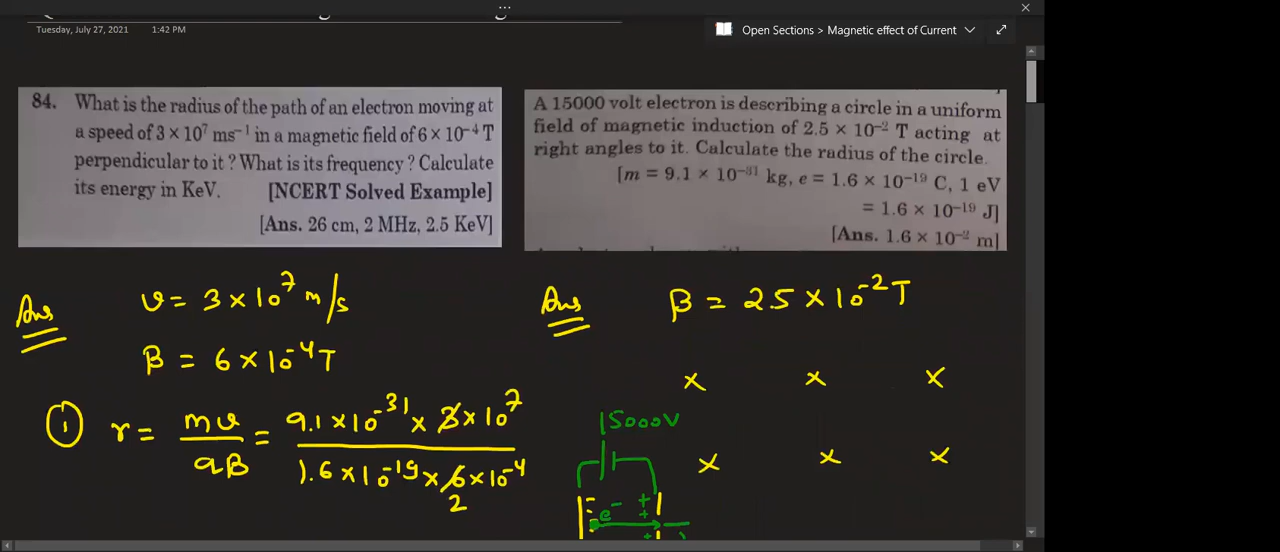 Tuesday, July 27, 2021 1:42 PM
Open Sections > Magnetic effect of Current
84. What is the radius of the path of an electron moving at
a speed of 3 × 10⁷ ms⁻¹ in a magnetic field of 6 × 10⁻⁴ T
perpendicular to it ? What is its frequency ? Calculate
its energy in KeV. [NCERT Solved Example]
[Ans. 26 cm, 2 MHz, 2.5 KeV]
A 15000 volt electron is describing a circle in a uniform
field of magnetic induction of 2.5 × 10⁻² T acting at
right angles to it. Calculate the radius of the circle.
[m = 9.1 × 10⁻³¹ kg, e = 1.6 × 10⁻¹⁹ C, 1 eV
= 1.6 × 10⁻¹⁹ J]
[Ans. 1.6 × 10⁻² m]
Ans v = 3 × 10⁷ m/s
B = 6 × 10⁻⁴ T
① r = mv/qB = 9.1 × 10⁻³¹ × 3 × 10⁷ / 1.6 × 10⁻¹⁹ × 6 × 10⁻⁴
2
Ans B = 2.5 × 10⁻² T
× × ×
15000V
× × ×
e⁻ + +
+